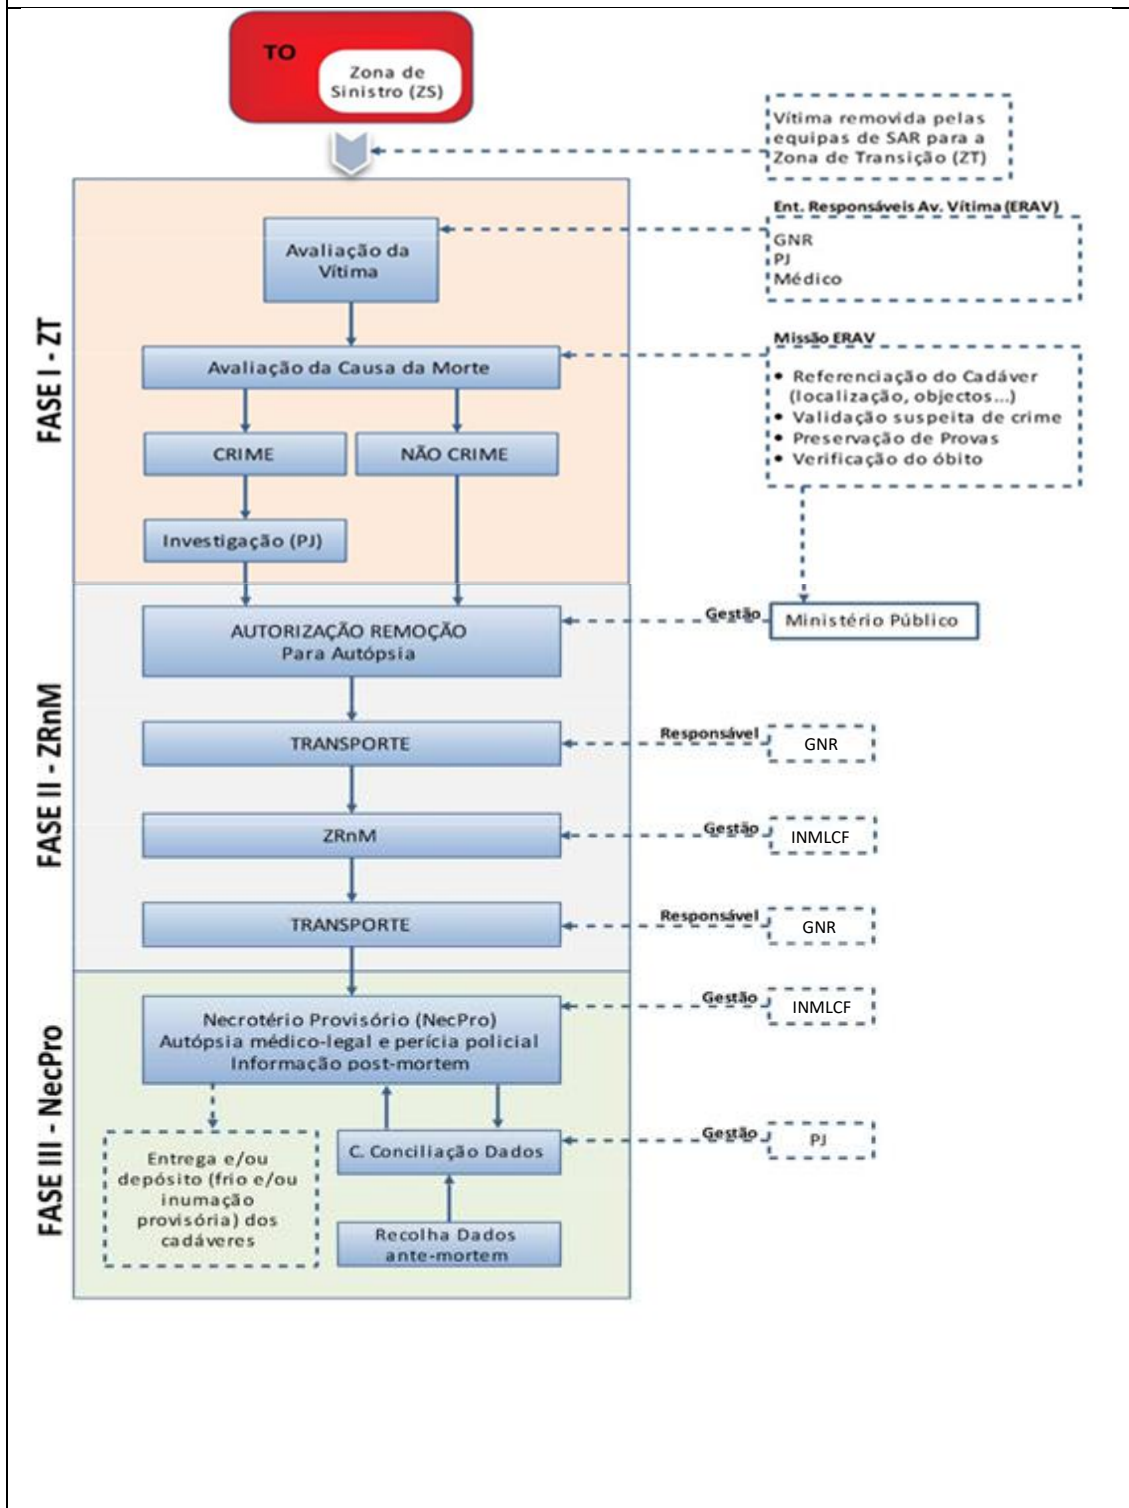 TO
Zona de
Sinistro (ZS)
Vítima removida pelas
equipas de SAR para a
Zona de Transição (ZT)
FASE I - ZT
Ent. Responsáveis Av. Vítima (ERAV)
GNR
PJ
Médico
Avaliação da
Vítima
Missão ERAV
• Referenciação do Cadáver
(localização, objectos...)
• Validação suspeita de crime
• Preservação de Provas
• Verificação do óbito
Avaliação da Causa da Morte
CRIME
NÃO CRIME
Investigação (PJ)
FASE II - ZRnM
AUTORIZAÇÃO REMOÇÃO
Para Autópsia
Gestão
Ministério Público
TRANSPORTE
Responsável
GNR
ZRnM
Gestão
INMLCF
TRANSPORTE
Responsável
GNR
FASE III - NecPro
Necrotério Provisório (NecPro)
Autópsia médico-legal e perícia policial
Informação post-mortem
Gestão
INMLCF
C. Conciliação Dados
Gestão
PJ
Entrega e/ou
depósito (frio e/ou
inumação
provisória) dos
cadáveres
Recolha Dados
ante-mortem